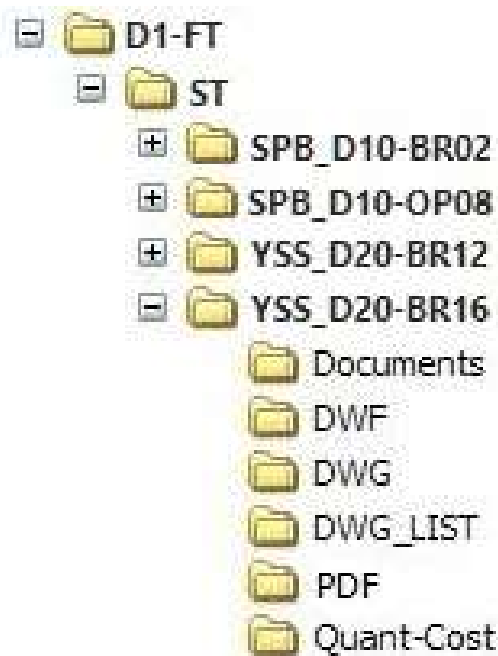 D1-FT
ST
SPB_D10-BR02
SPB_D10-OP08
YSS_D20-BR12
YSS_D20-BR16
Documents
DWF
DWG
DWG_LIST
PDF
Quant-Cost